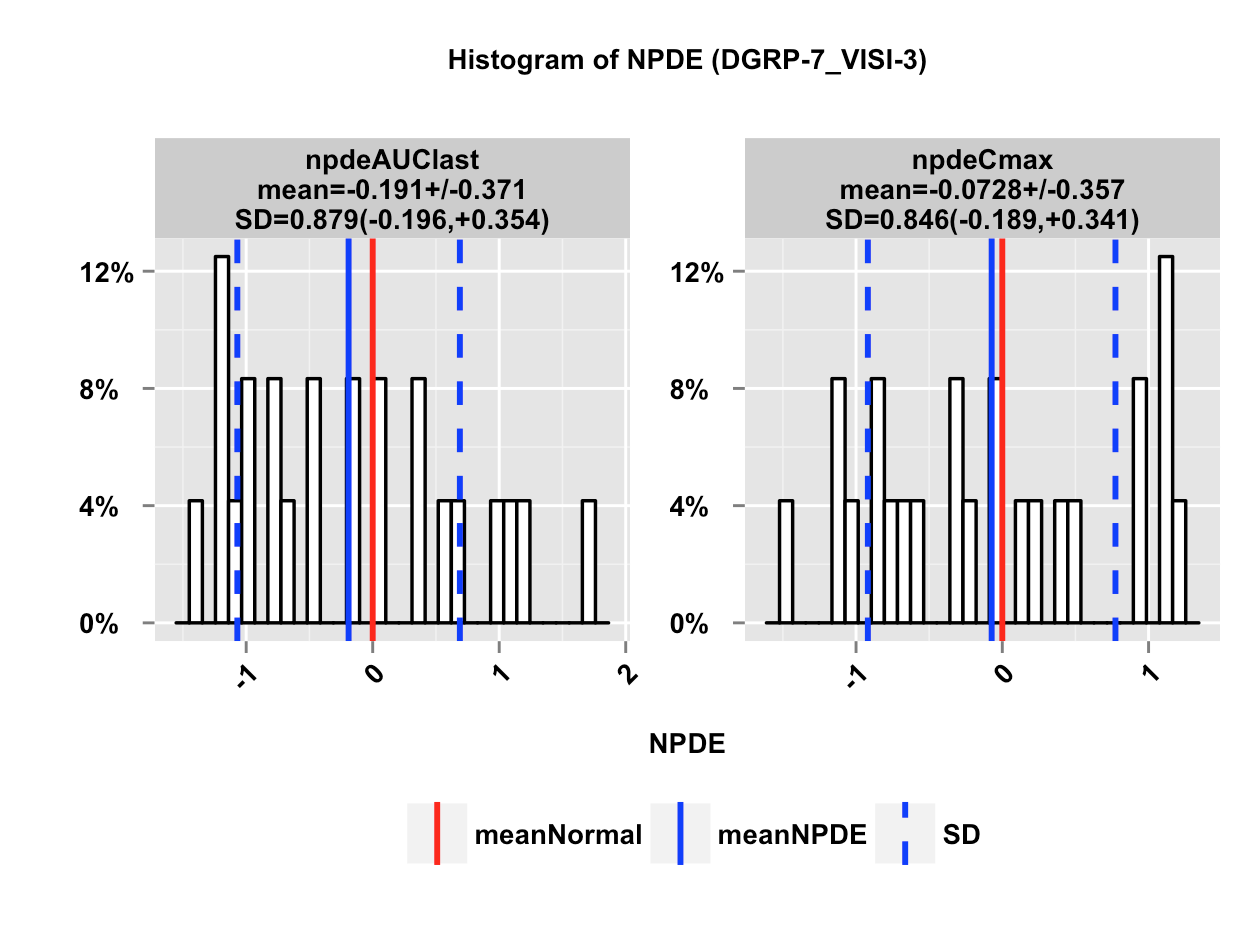 Histogram of NPDE (DGRP-7_VISI-3)
npdeAUClast
mean=-0.191+/-0.371
SD=0.879(-0.196,+0.354)
npdeCmax
mean=-0.0728+/-0.357
SD=0.846(-0.189,+0.341)
12%
8%
4%
0%
12%
8%
4%
0%
-1 0 1 2
-1 0 1
NPDE
meanNormal meanNPDE SD